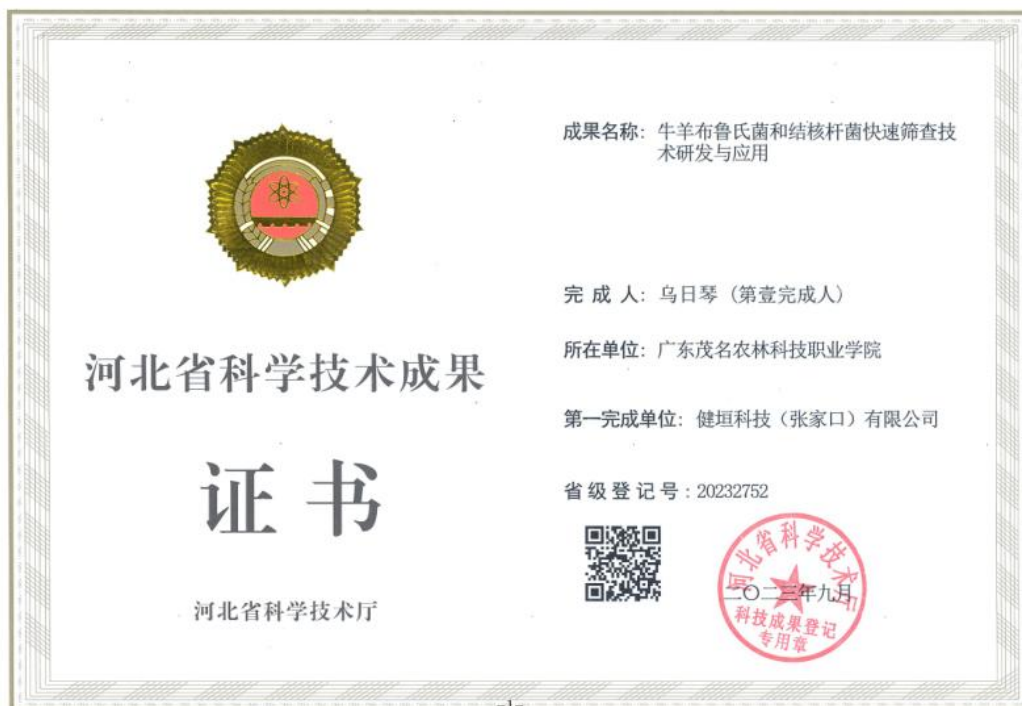 河北省科学技术成果
证书
河北省科学技术厅
成果名称：牛羊布鲁氏菌和结核杆菌快速筛查技
术研发与应用
完成人：乌日琴（第壹完成人）
所在单位：广东茂名农林科技职业学院
第一完成单位：健垣科技（张家口）有限公司
省级登记号：20232752
河北省科学技术厅
二〇二三年九月
科技成果登记
专用章
-1-